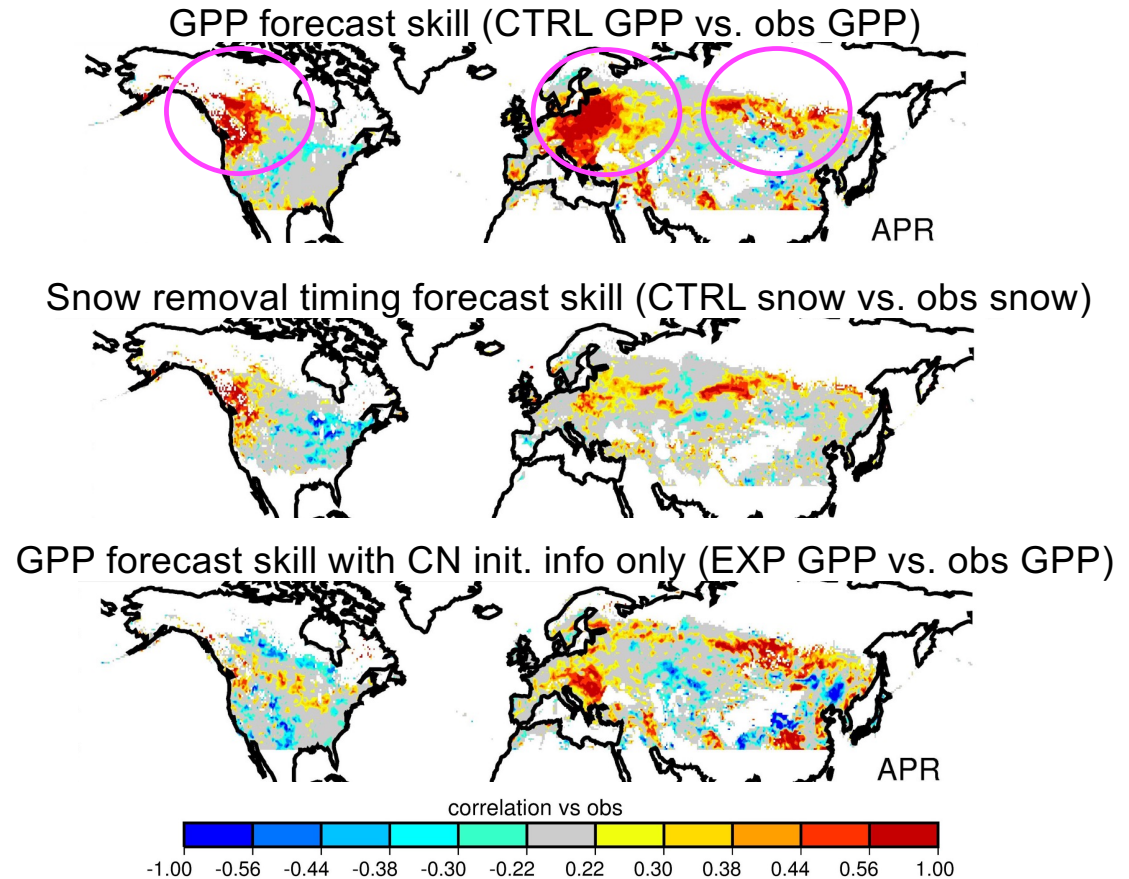 GPP forecast skill (CTRL GPP vs. obs GPP)
APR
Snow removal timing forecast skill (CTRL snow vs. obs snow)
GPP forecast skill with CN init. info only (EXP GPP vs. obs GPP)
APR
correlation vs obs
-1.00 -0.56 -0.44 -0.38 -0.30 -0.22 0.22 0.30 0.38 0.44 0.56 1.00